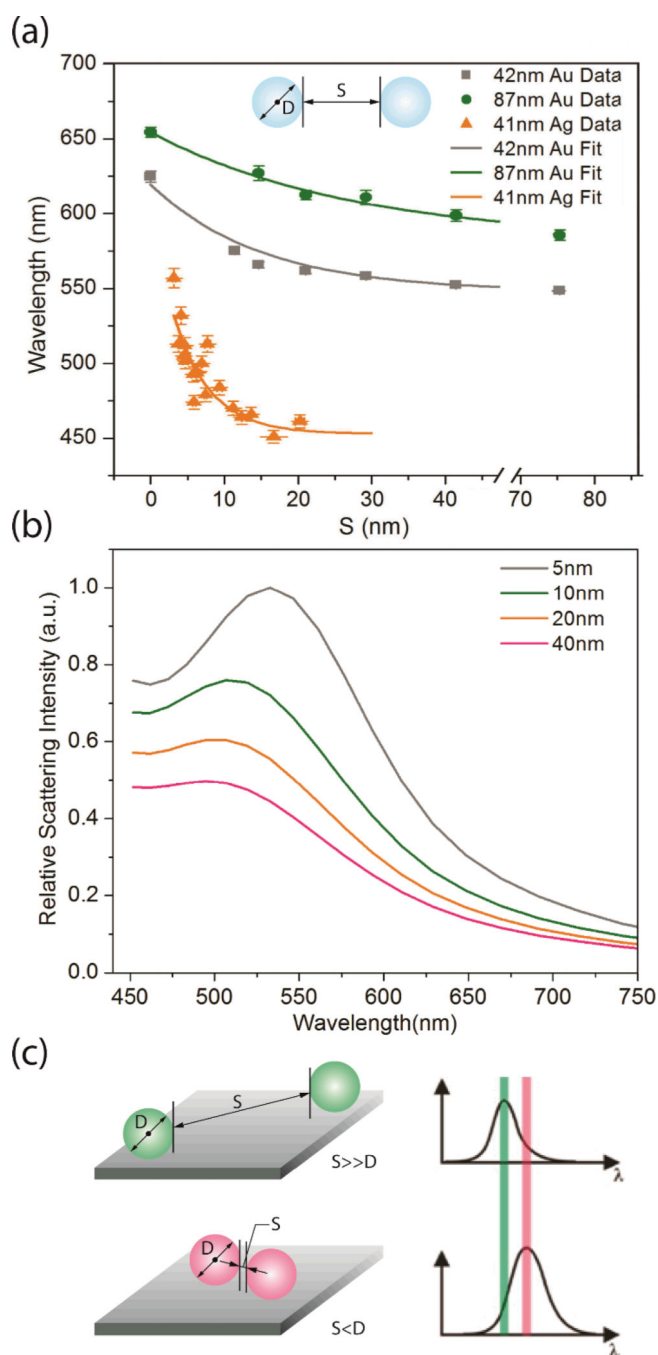 (a)
700
650
600
550
500
450
Wavelength (nm)
D
S
42nm Au Data
87nm Au Data
41nm Ag Data
42nm Au Fit
87nm Au Fit
41nm Ag Fit
0 10 20 30 40 70 80
S (nm)
(b)
1.0
0.8
0.6
0.4
0.2
0.0
Relative Scattering Intensity (a.u.)
5nm
10nm
20nm
40nm
450 500 550 600 650 700 750
Wavelength(nm)
(c)
D
S
S>>D
λ
D
S
S<D
λ